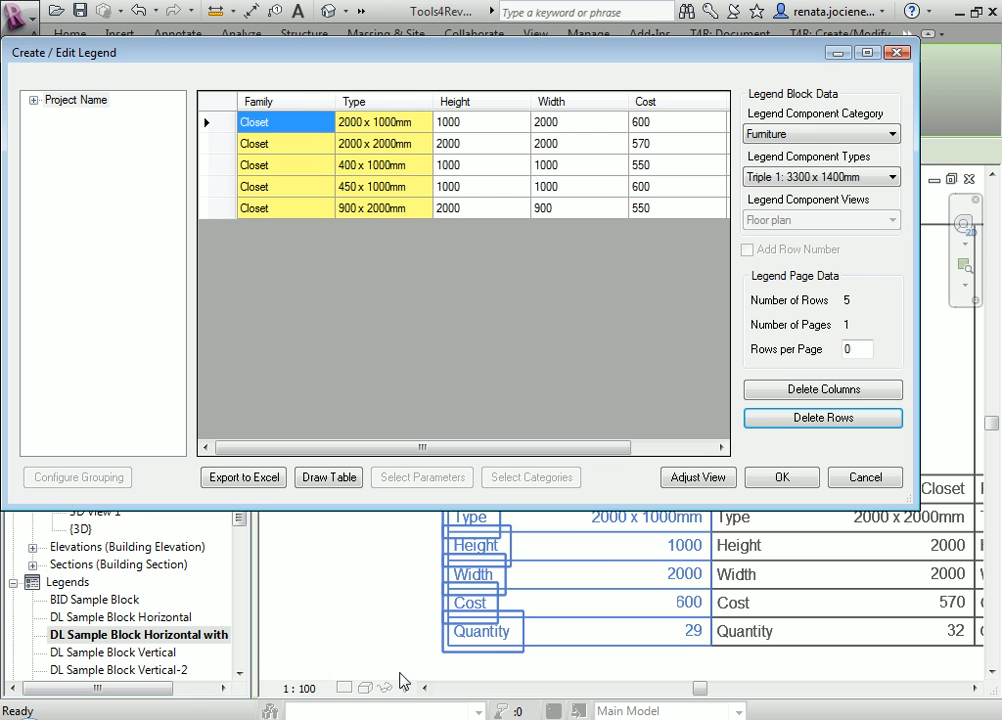 Tools4Rev... Type a keyword or phrase renata.jociene...
Home Insert Annotate Analyze Structure Massing & Site Collaborate View Manage Add-Ins T4R: Document T4R: Create/Modify
Create / Edit Legend
Project Name
Family Type Height Width Cost
Closet 2000 x 1000mm 1000 2000 600
Closet 2000 x 2000mm 2000 2000 570
Closet 400 x 1000mm 1000 1000 550
Closet 450 x 1000mm 1000 1000 600
Closet 900 x 2000mm 2000 900 550
Legend Block Data
Legend Component Category
Furniture
Legend Component Types
Triple 1: 3300 x 1400mm
Legend Component Views
Floor plan
Add Row Number
Legend Page Data
Number of Rows 5
Number of Pages 1
Rows per Page 0
Delete Columns
Delete Rows
Configure Grouping Export to Excel Draw Table Select Parameters Select Categories Adjust View OK Cancel
3D View 1
{3D}
Elevations (Building Elevation)
Sections (Building Section)
Legends
BID Sample Block
DL Sample Block Horizontal
DL Sample Block Horizontal with
DL Sample Block Vertical
DL Sample Block Vertical-2
Closet
Type 2000 x 1000mm Type 2000 x 2000mm
Height 1000 Height 2000
Width 2000 Width 2000
Cost 600 Cost 570
Quantity 29 Quantity 32
1 : 100
Ready :0 Main Model